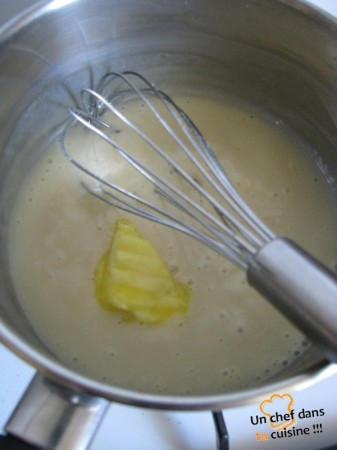 Un chef dans
ta cuisine !!!